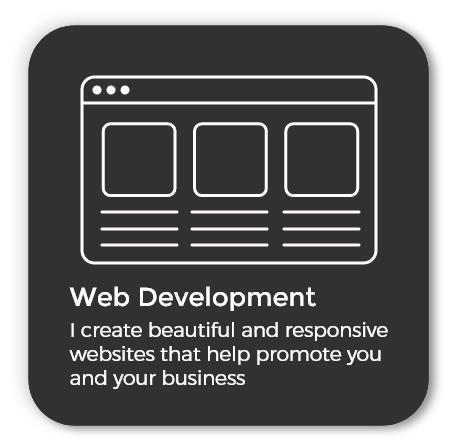 Web Development
I create beautiful and responsive
websites that help promote you
and your business